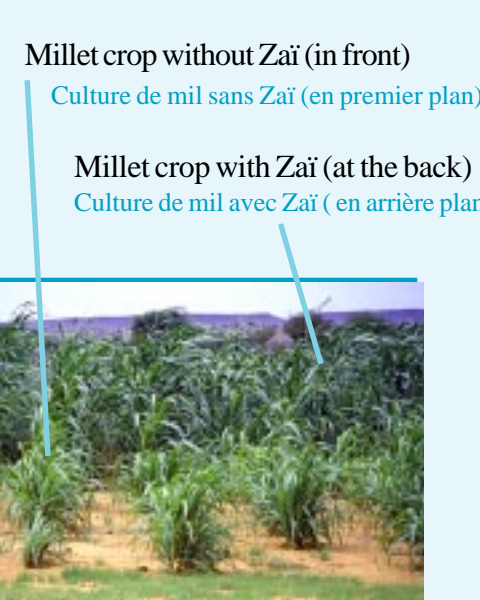 Millet crop without Zaï (in front)
Culture de mil sans Zaï (en premier plan)
Millet crop with Zaï (at the back)
Culture de mil avec Zaï ( en arrière plan